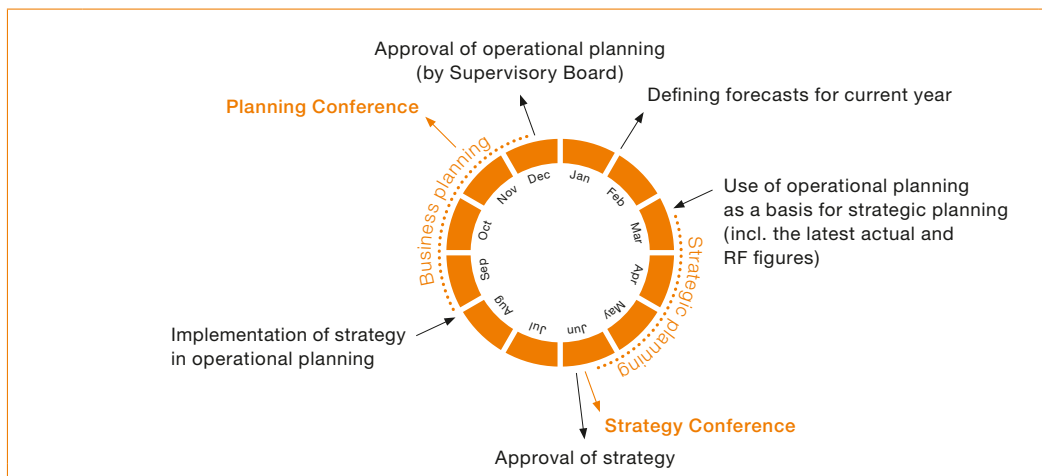 Approval of operational planning
(by Supervisory Board)
Planning Conference
Defining forecasts for current year
Business planning
Dec
Jan
Nov
Feb
Oct
Mar
Sep
Apr
Aug
May
Jul
Jun
Use of operational planning
as a basis for strategic planning
(incl. the latest actual and
RF figures)
Strategic planning
Implementation of strategy
in operational planning
Strategy Conference
Approval of strategy